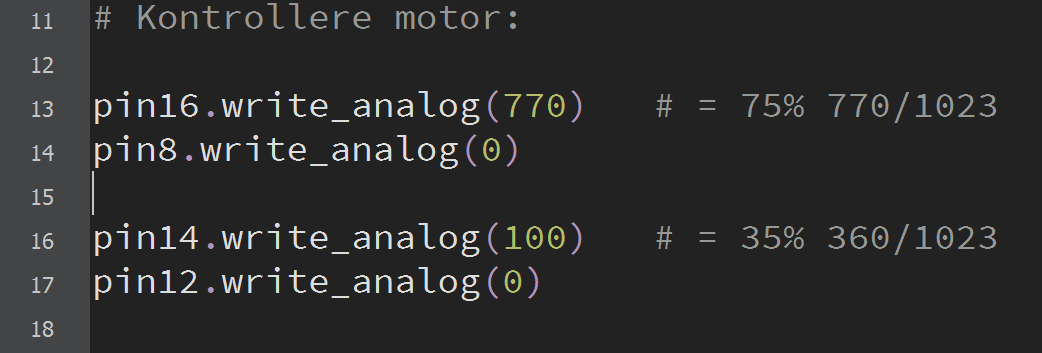 11 # Kontrollere motor:
12
13 pin16.write_analog(770) # = 75% 770/1023
14 pin8.write_analog(0)
15
16 pin14.write_analog(100) # = 35% 360/1023
17 pin12.write_analog(0)
18